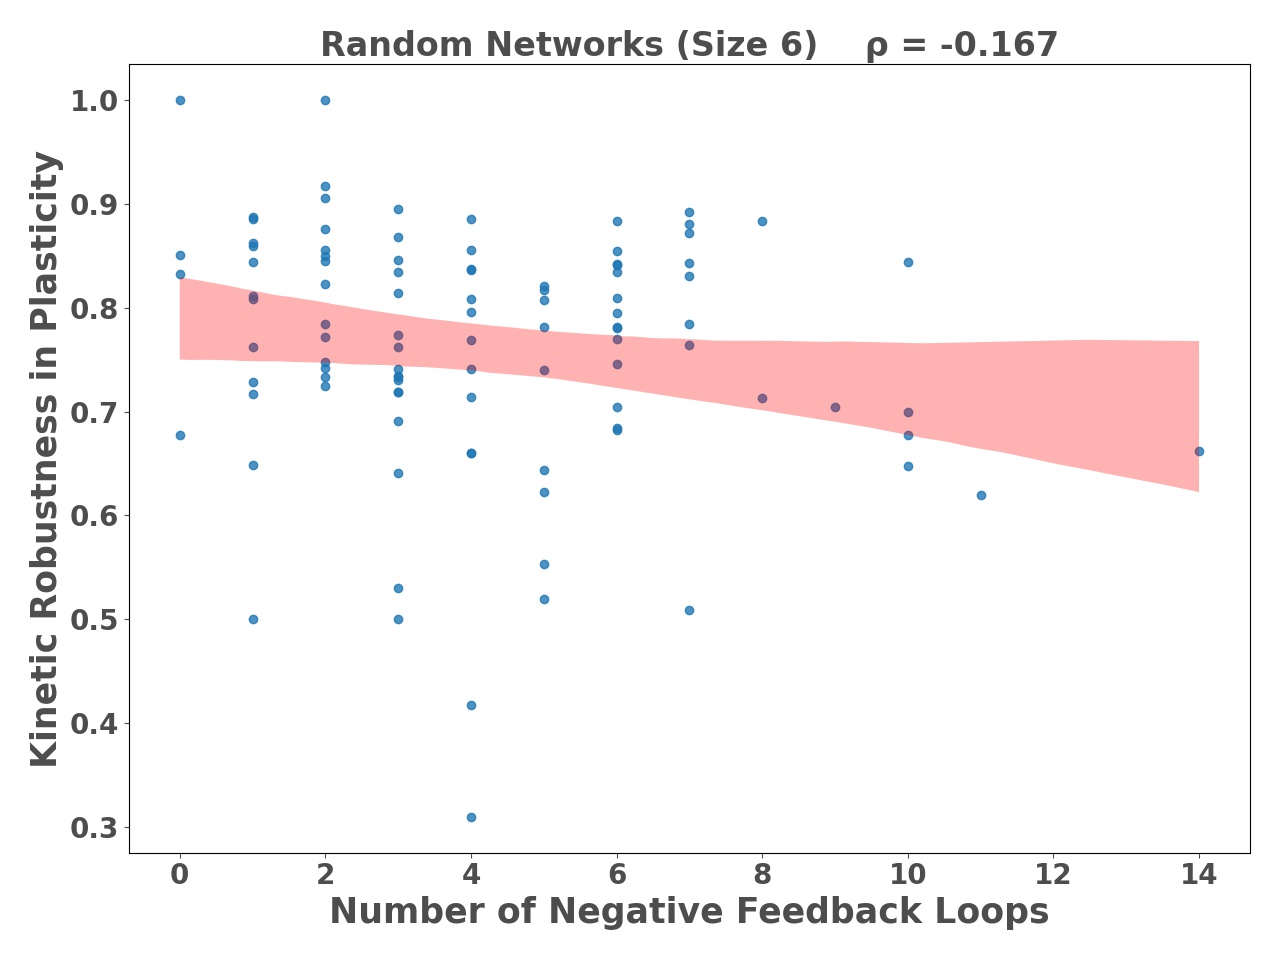 Random Networks (Size 6) ρ = -0.167
Kinetic Robustness in Plasticity
1.0
0.9
0.8
0.7
0.6
0.5
0.4
0.3
0 2 4 6 8 10 12 14
Number of Negative Feedback Loops